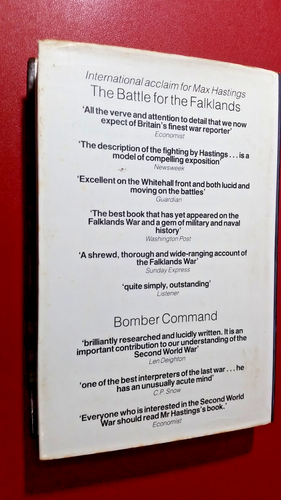 International acclaim for Max Hastings
The Battle for the Falklands
‘All the verve and attention to detail that we now
expect of Britain’s finest war reporter’
Economist
‘The description of the fighting by Hastings . . . is a
model of compelling exposition’
Newsweek
‘Excellent on the Whitehall front and both lucid and
moving on the battles’
Guardian
‘The best book that has yet appeared on the
Falklands War and a gem of military and naval
history’
Washington Post
‘A shrewd, thorough and wide-ranging account of
the Falklands War’
Sunday Express
‘quite simply, outstanding’
Listener
Bomber Command
‘brilliantly researched and lucidly written. It is an
important contribution to our understanding of the
Second World War’
Len Deighton
‘one of the best interpreters of the last war . . . he
has an unusually acute mind’
C.P. Snow
‘Everyone who is interested in the Second World
War should read Mr Hastings’s book.’
Economist